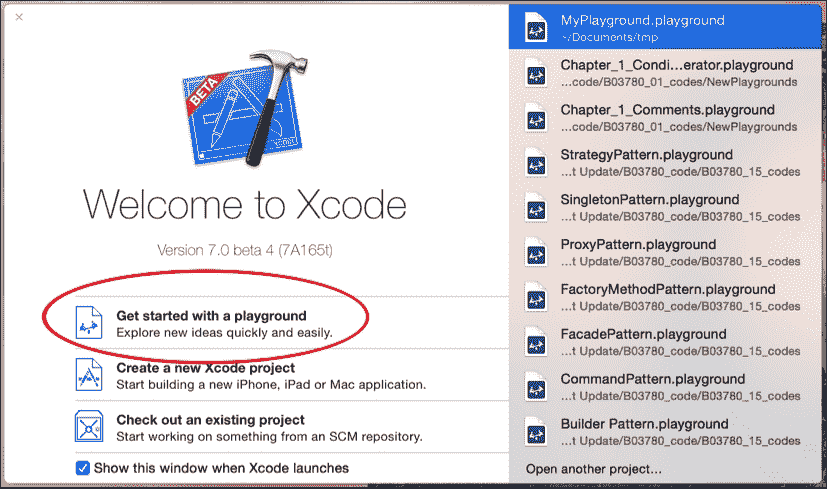 BETA
Welcome to Xcode
Version 7.0 beta 4 (7A165t)
Get started with a playground
Explore new ideas quickly and easily.
Create a new Xcode project
Start building a new iPhone, iPad or Mac application.
Check out an existing project
Start working on something from an SCM repository.
Show this window when Xcode launches
MyPlayground.playground
~/Documents/tmp
Chapter_1_Condi...erator.playground
...code/B03780_01_codes/NewPlaygrounds
Chapter_1_Comments.playground
...code/B03780_01_codes/NewPlaygrounds
StrategyPattern.playground
...t Update/B03780_code/B03780_15_codes
SingletonPattern.playground
...t Update/B03780_code/B03780_15_codes
ProxyPattern.playground
...t Update/B03780_code/B03780_15_codes
FactoryMethodPattern.playground
...t Update/B03780_code/B03780_15_codes
FacadePattern.playground
...t Update/B03780_code/B03780_15_codes
CommandPattern.playground
...t Update/B03780_code/B03780_15_codes
Builder Pattern.playground
...t Update/B03780_code/B03780_15_codes
Open another project...